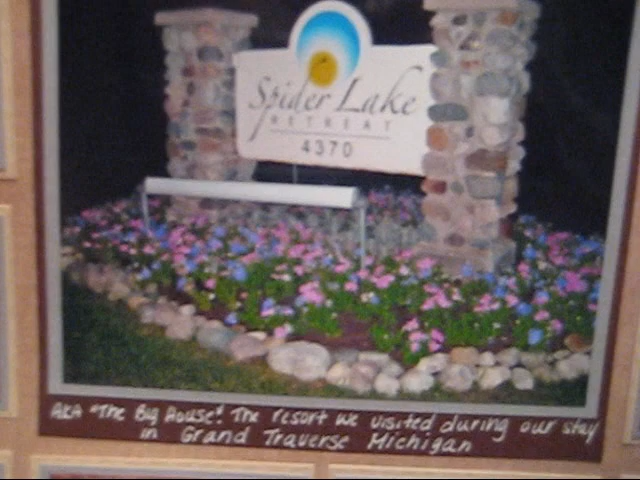 Spider Lake
RETREAT
4370
AKA "The Big House"! The resort we visited during our stay
in Grand Traverse Michigan